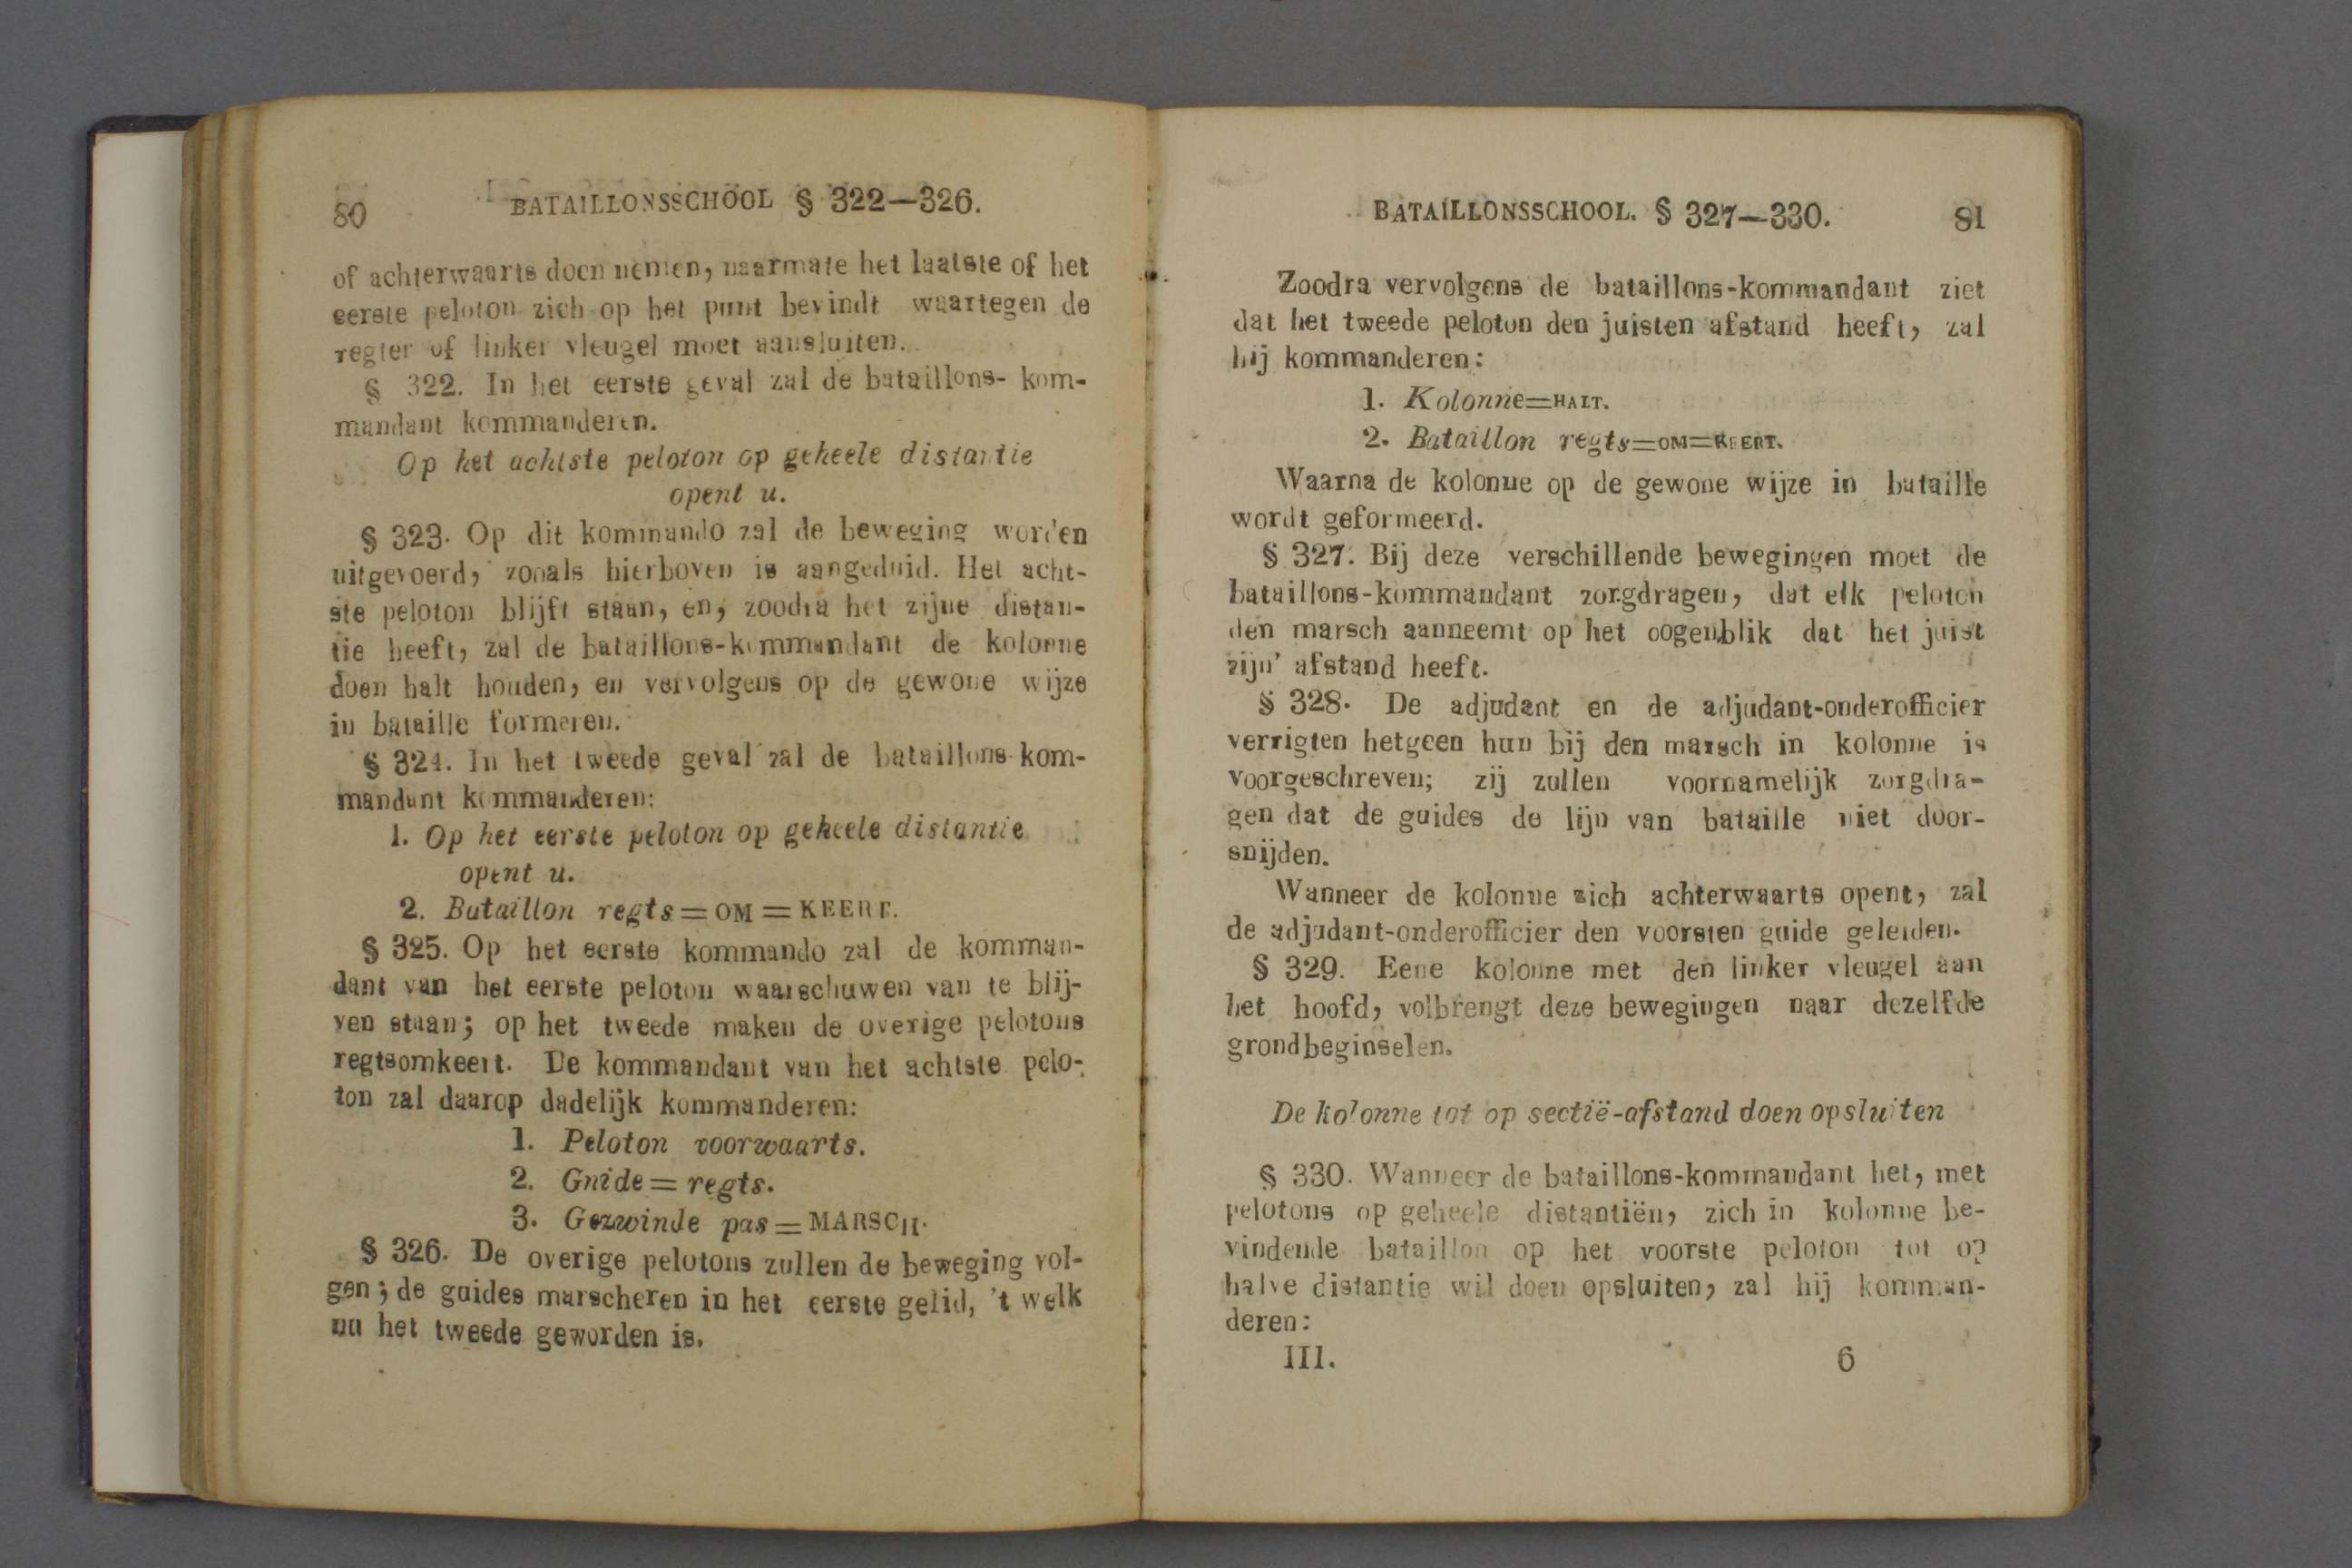 80 BATAILLONSSCHOOL § 322—326.
of achterwaarts doen nemen, naarmate het laatste of het
eerste peloton zich op het punt bevindt waartegen de
regter of linker vleugel moet aansluiten.
§ 322. In het eerste geval zal de bataillons- kom-
mandant kommanderen.
Op het achtste peloton op geheele distantie
opent u.
§ 323. Op dit kommando zal de beweging worden
uitgevoerd, zooals hierboven is aangeduid. Het acht-
ste peloton blijft staan, en, zoodra het zijne distan-
tie heeft, zal de bataillons-kommandant de kolonne
doen halt houden, en vervolgens op de gewone wijze
in bataille formeren.
§ 324. In het tweede geval zal de bataillons-kom-
mandant kommanderen:
1. Op het eerste peloton op geheele distantie
opent u.
2. Bataillon regts=OM=KEERT.
§ 325. Op het eerste kommando zal de komman-
dant van het eerste peloton waarschuwen van te blij-
ven staan; op het tweede maken de overige pelotons
regtsomkeert. De kommandant van het achtste pelo-
ton zal daarop dadelijk kommanderen:
1. Peloton voorwaarts.
2. Gnide=regts.
3. Gezwinde pas=MARSCH.
§ 326. De overige pelotons zullen de beweging vol-
gen; de guides marscheren in het eerste gelid, 't welk
nu het tweede geworden is.
BATAILLONSSCHOOL. § 327—330. 81
Zoodra vervolgens de bataillons-kommandant ziet
dat het tweede peloton den juisten afstand heeft, zal
hij kommanderen:
1. Kolonne=HALT.
2. Bataillon regts=OM=KEERT.
Waarna de kolonne op de gewone wijze in bataille
wordt geformeerd.
§ 327. Bij deze verschillende bewegingen moet de
bataillons-kommandant zorgdragen, dat elk peloton
den marsch aanneemt op het oogenblik dat het juist
zijn' afstand heeft.
§ 328. De adjudant en de adjudant-onderofficier
verrigten hetgeen hun bij den marsch in kolonne is
voorgeschreven; zij zullen voornamelijk zorgdra-
gen dat de guides de lijn van bataille niet door-
snijden.
Wanneer de kolonne zich achterwaarts opent, zal
de adjudant-onderofficier den voorsten guide geleiden.
§ 329. Eene kolonne met den linker vleugel aan
het hoofd, volbrengt deze bewegingen naar dezelfde
grondbeginselen.
De kolonne tot op sectië-afstand doen opsluiten
§ 330. Wanneer de bataillons-kommandant het, met
pelotons op geheele distantiën, zich in kolonne be-
vindende bataillon op het voorste peloton tot op
halve distantie wil doen opsluiten, zal hij komman-
deren:
III. 6